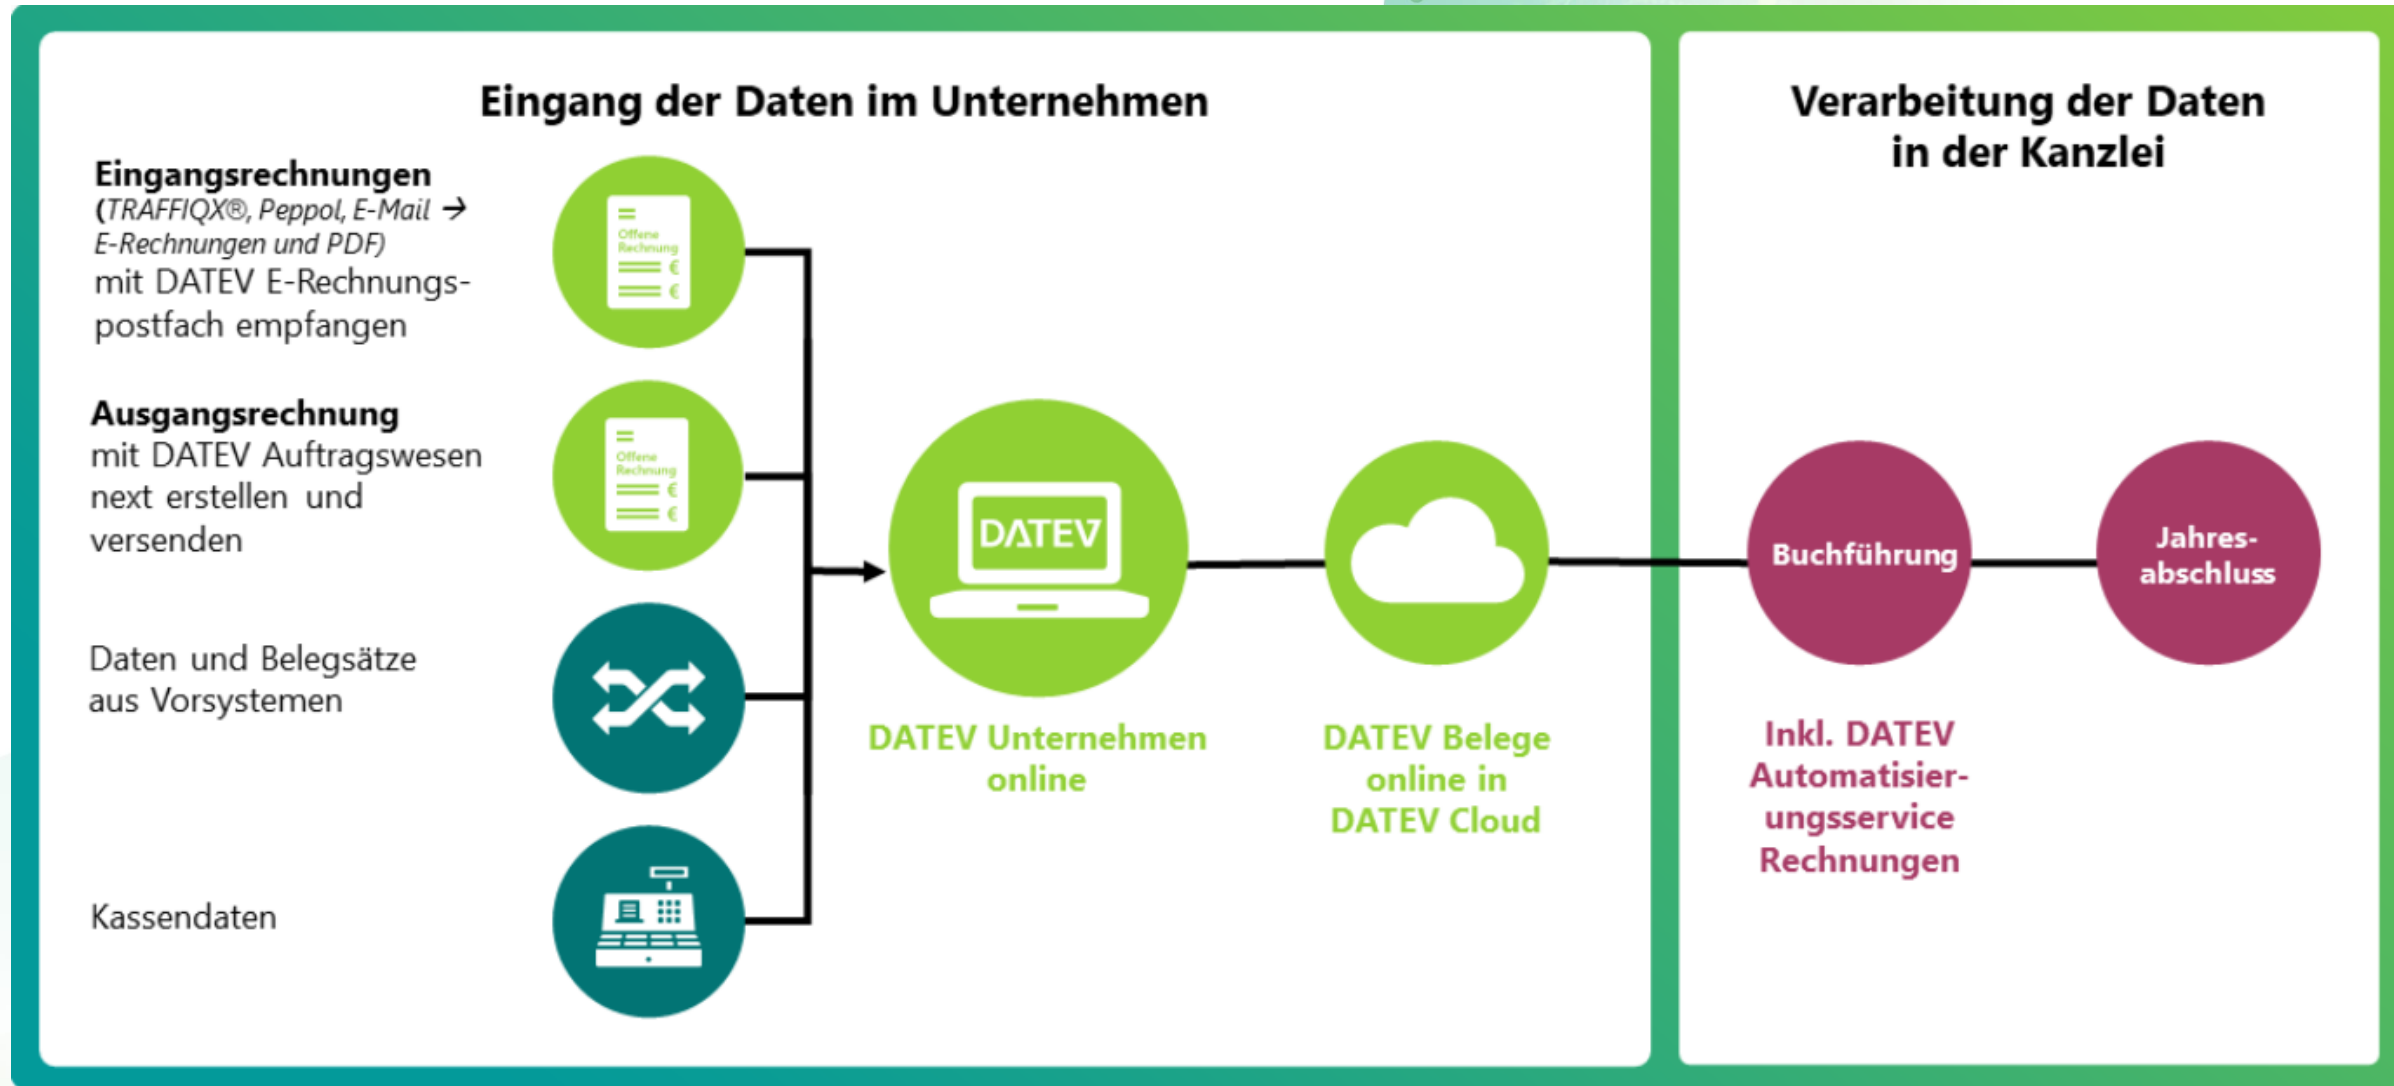 Eingang der Daten im Unternehmen
Eingangsrechnungen
(TRAFFIQX®, Peppol, E-Mail →
E-Rechnungen und PDF)
mit DATEV E-Rechnungs-
postfach empfangen
Offene
Rechnung
€
€
Ausgangsrechnung
mit DATEV Auftragswesen
next erstellen und
versenden
Offene
Rechnung
€
€
Daten und Belegsätze
aus Vorsystemen
Kassendaten
DATEV
DATEV Unternehmen
online
DATEV Belege
online in
DATEV Cloud
Verarbeitung der Daten
in der Kanzlei
Buchführung
Jahres-
abschluss
Inkl. DATEV
Automatisier-
ungsservice
Rechnungen